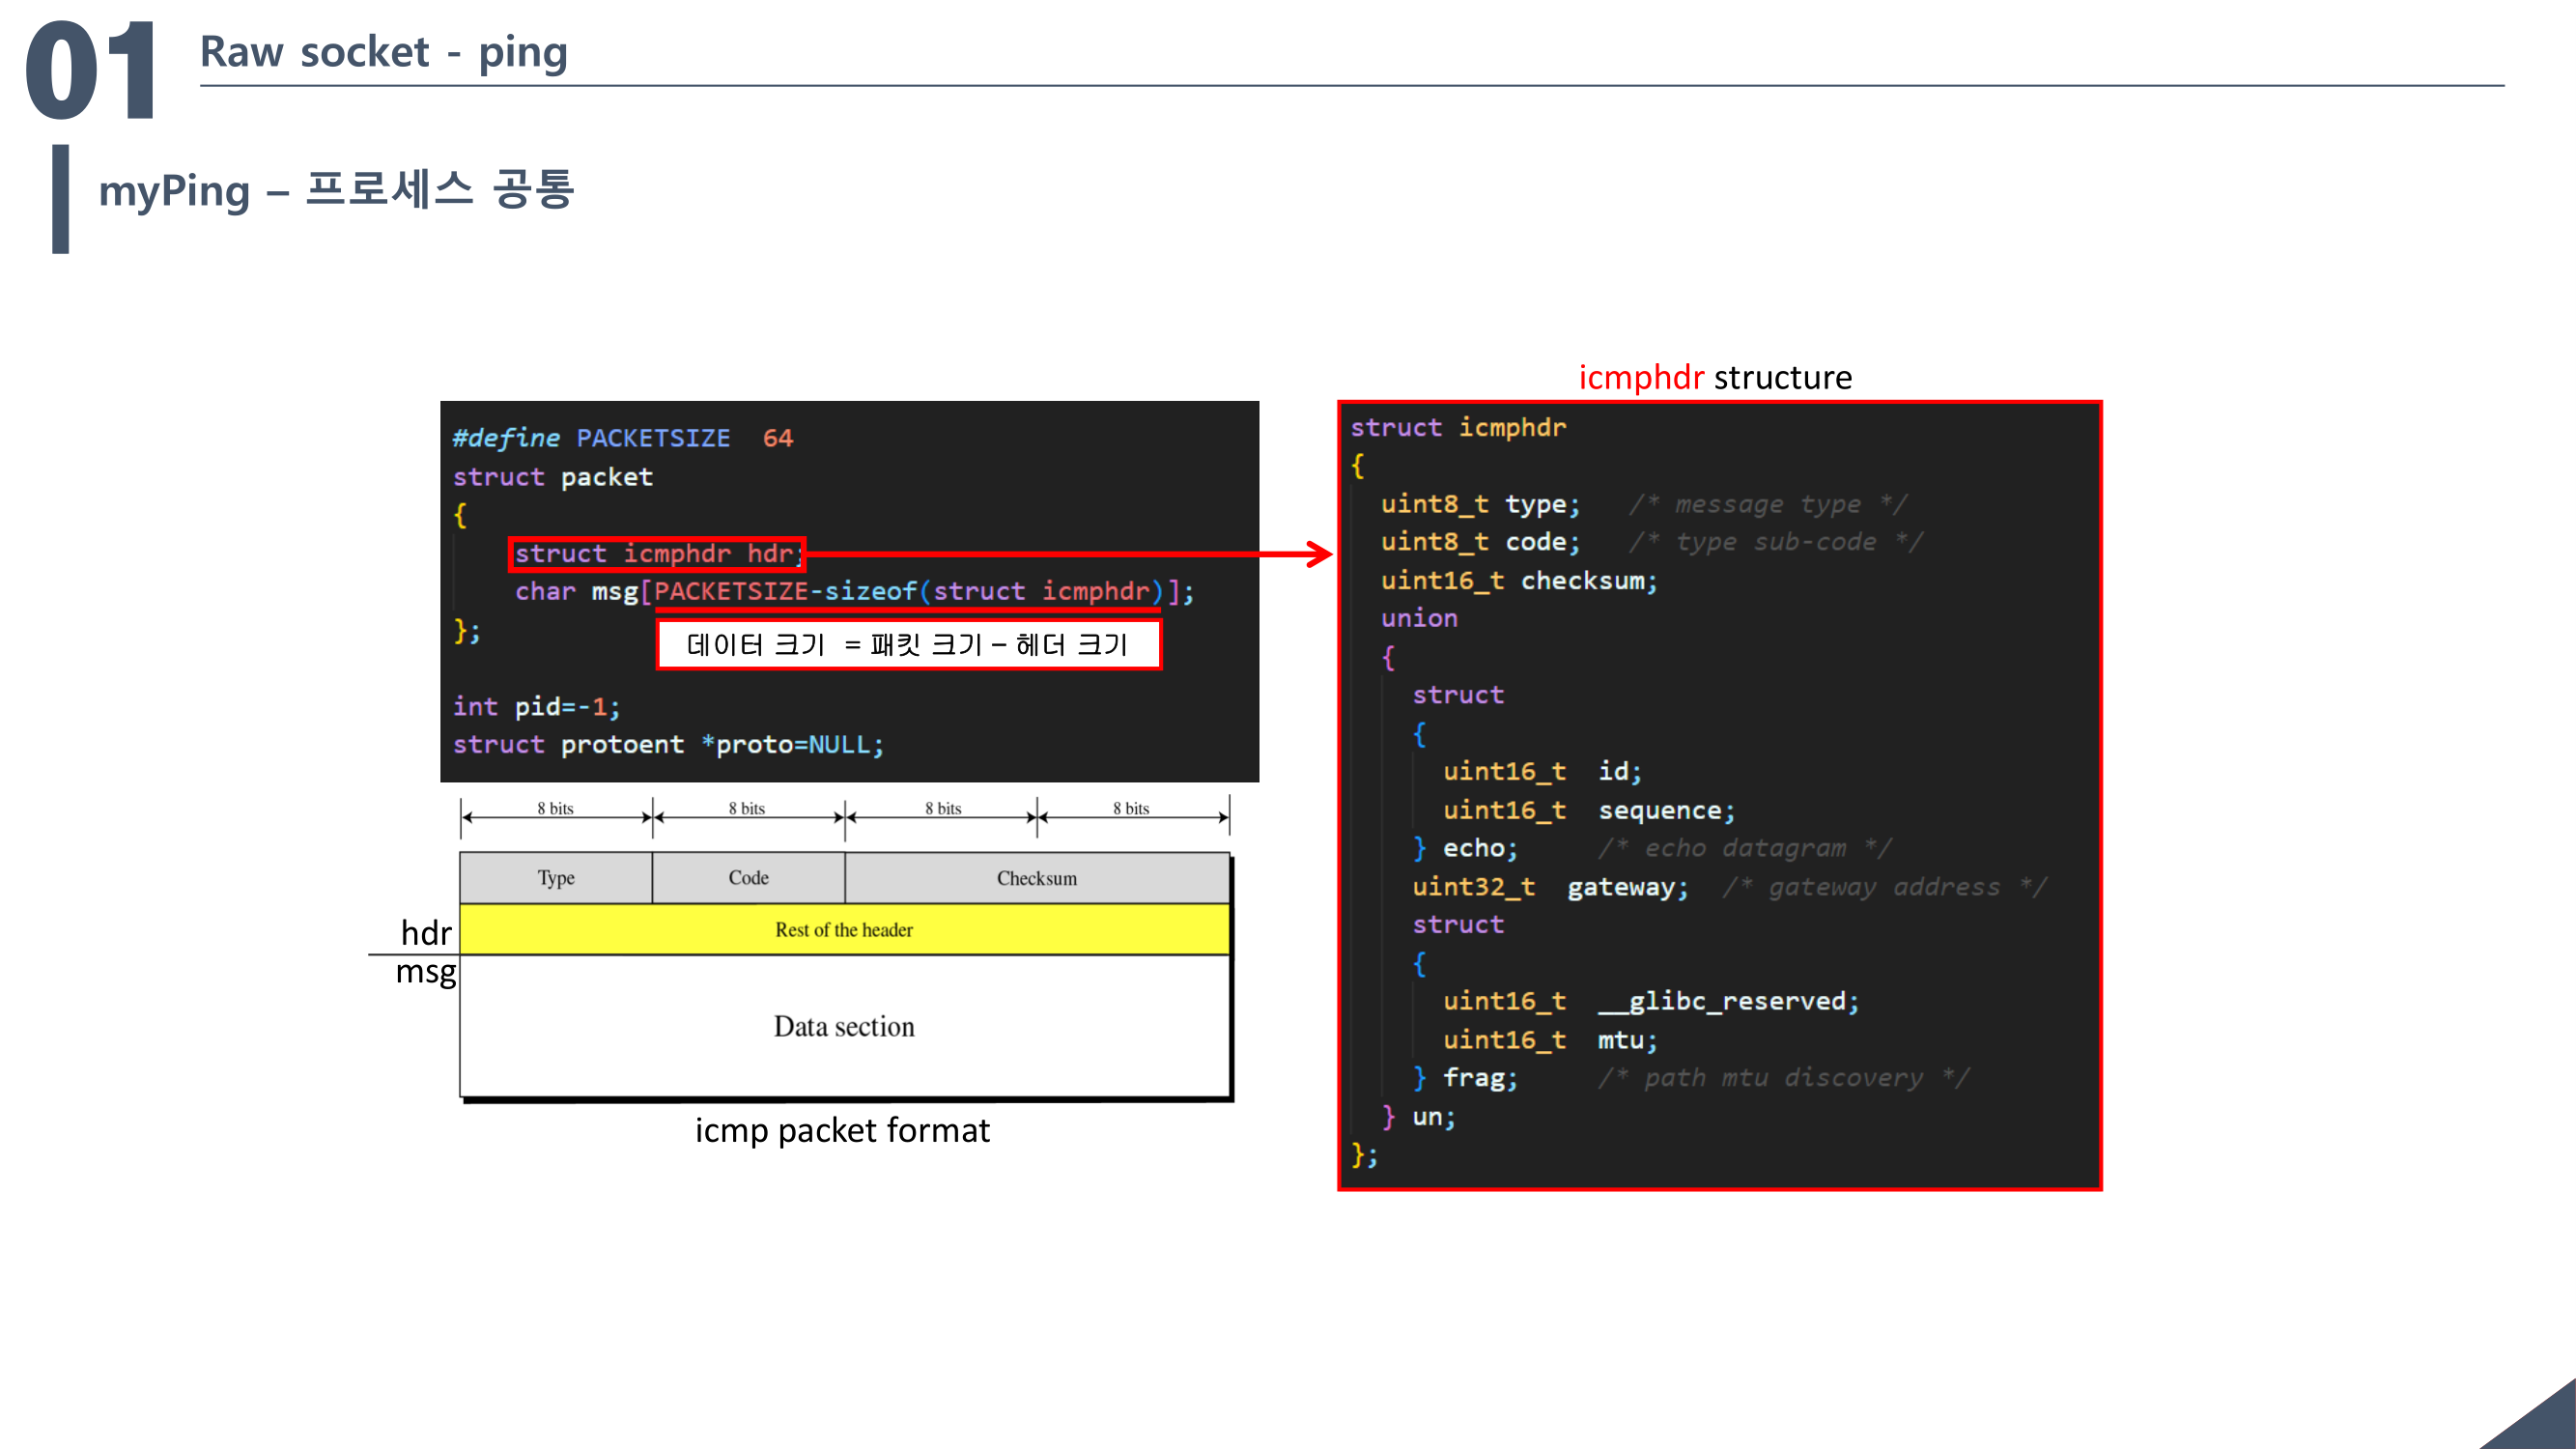 01
Raw socket - ping
myPing – 프로세스 공통
#define PACKETSIZE  64
struct packet
{
    struct icmphdr hdr;
    char msg[PACKETSIZE-sizeof(struct icmphdr)];
};
데이터 크기 = 패킷 크기 – 헤더 크기
int pid=-1;
struct protoent *proto=NULL;
8 bits 8 bits 8 bits 8 bits
Type Code Checksum
hdr Rest of the header
msg
Data section
icmp packet format
icmphdr structure
struct icmphdr
{
  uint8_t type;   /* message type */
  uint8_t code;   /* type sub-code */
  uint16_t checksum;
  union
  {
    struct
    {
      uint16_t  id;
      uint16_t  sequence;
    } echo;     /* echo datagram */
    uint32_t  gateway;  /* gateway address */
    struct
    {
      uint16_t  __glibc_reserved;
      uint16_t  mtu;
    } frag;     /* path mtu discovery */
  } un;
};